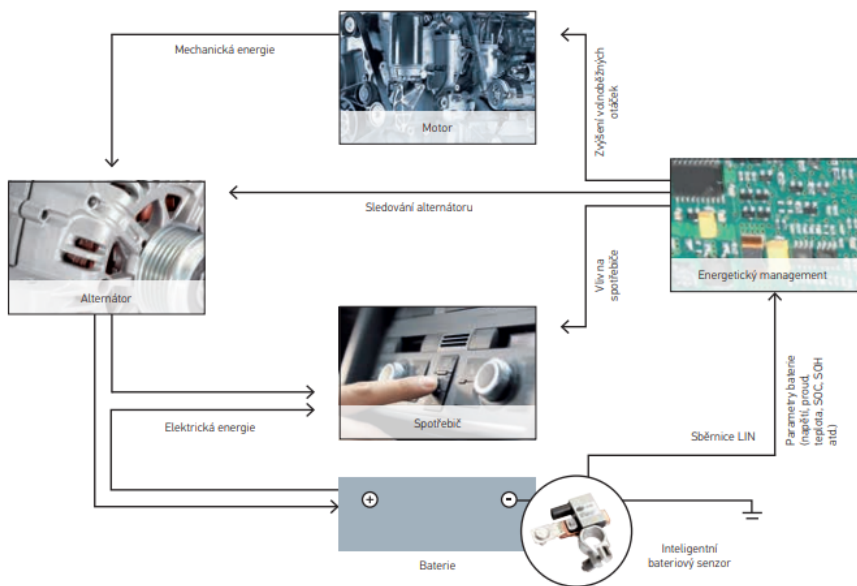 Mechanická energie
Motor
Zvýšení volnoběžných
otáček
Sledování alternátoru
Alternátor
Energetický management
Vliv na
spotřebiče
Spotřebič
Elektrická energie
Sběrnice LIN
Parametry baterie
(napětí, proud,
teplota, SOC, SOH
atd.)
+
-
Baterie
Inteligentní
bateriový senzor